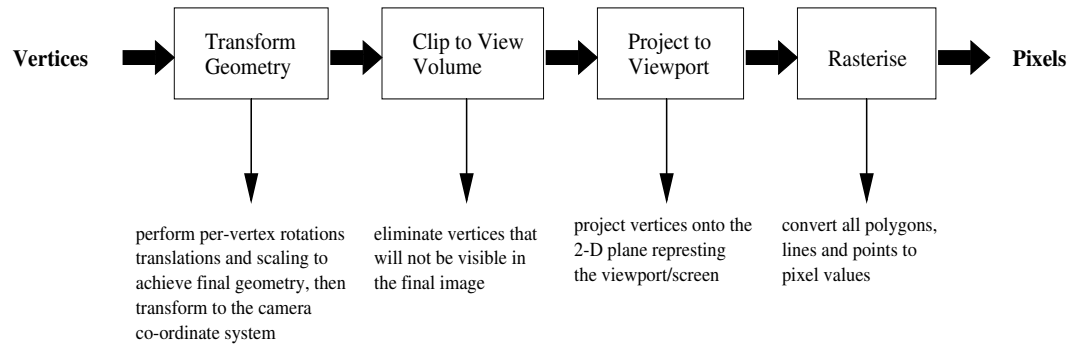 Vertices
Transform
Geometry
Clip to View
Volume
Project to
Viewport
Rasterise
Pixels
perform per-vertex rotations
translations and scaling to
achieve final geometry, then
transform to the camera
co-ordinate system
eliminate vertices that
will not be visible in
the final image
project vertices onto the
2-D plane represting
the viewport/screen
convert all polygons,
lines and points to
pixel values